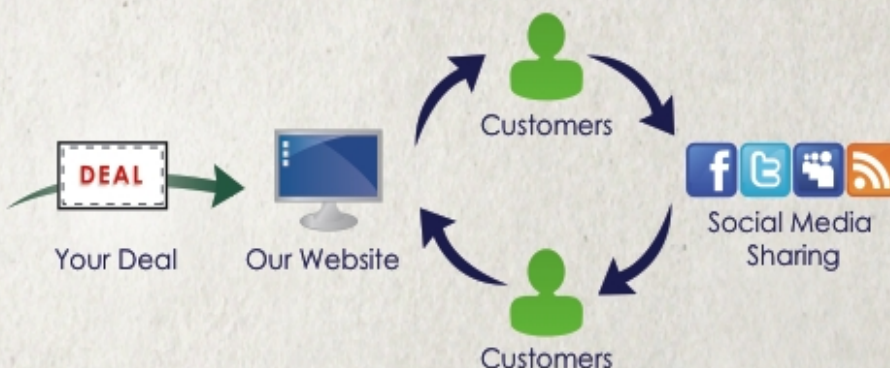 Customers
DEAL
Your Deal
Our Website
Social Media
Sharing
Customers